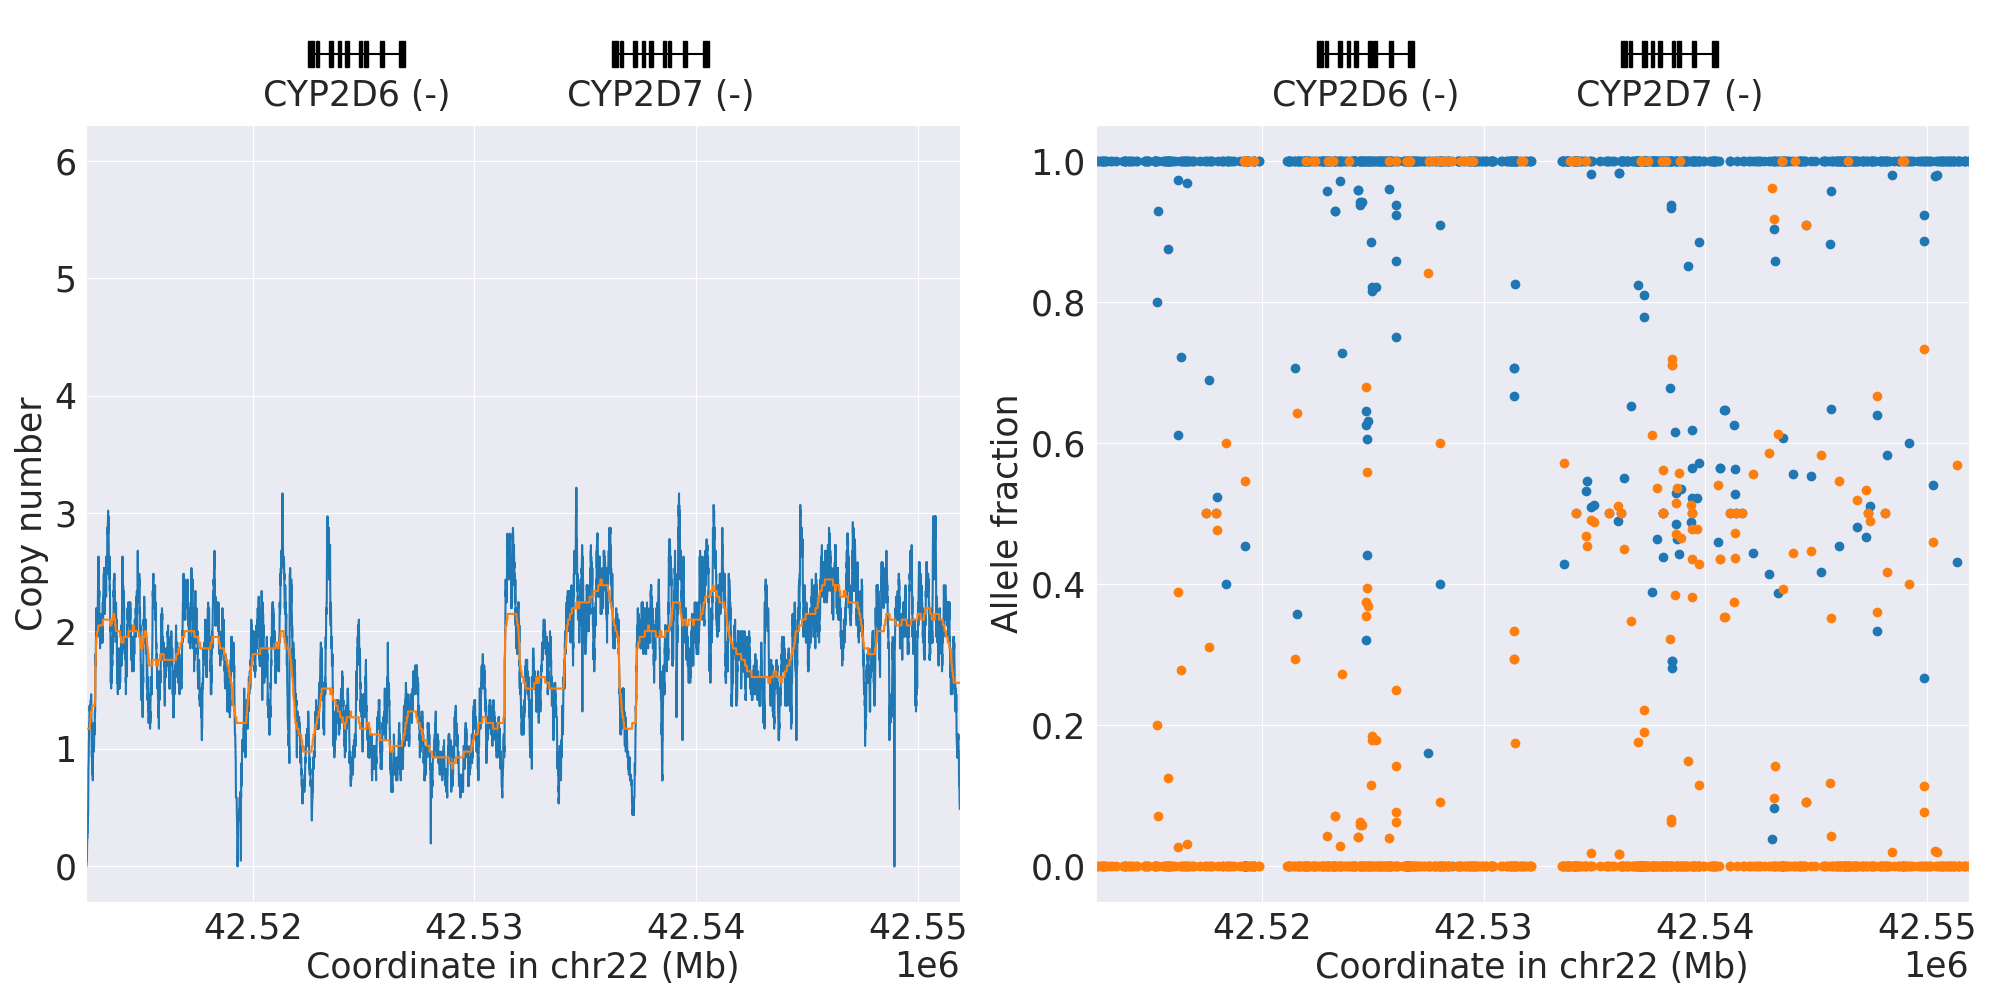 CYP2D6 (-) CYP2D7 (-)
6
5
4
3
2
1
0
Copy number
42.52 42.53 42.54 42.55
Coordinate in chr22 (Mb)
1e6
CYP2D6 (-) CYP2D7 (-)
1.0
0.8
0.6
0.4
0.2
0.0
Allele fraction
42.52 42.53 42.54 42.55
Coordinate in chr22 (Mb)
1e6